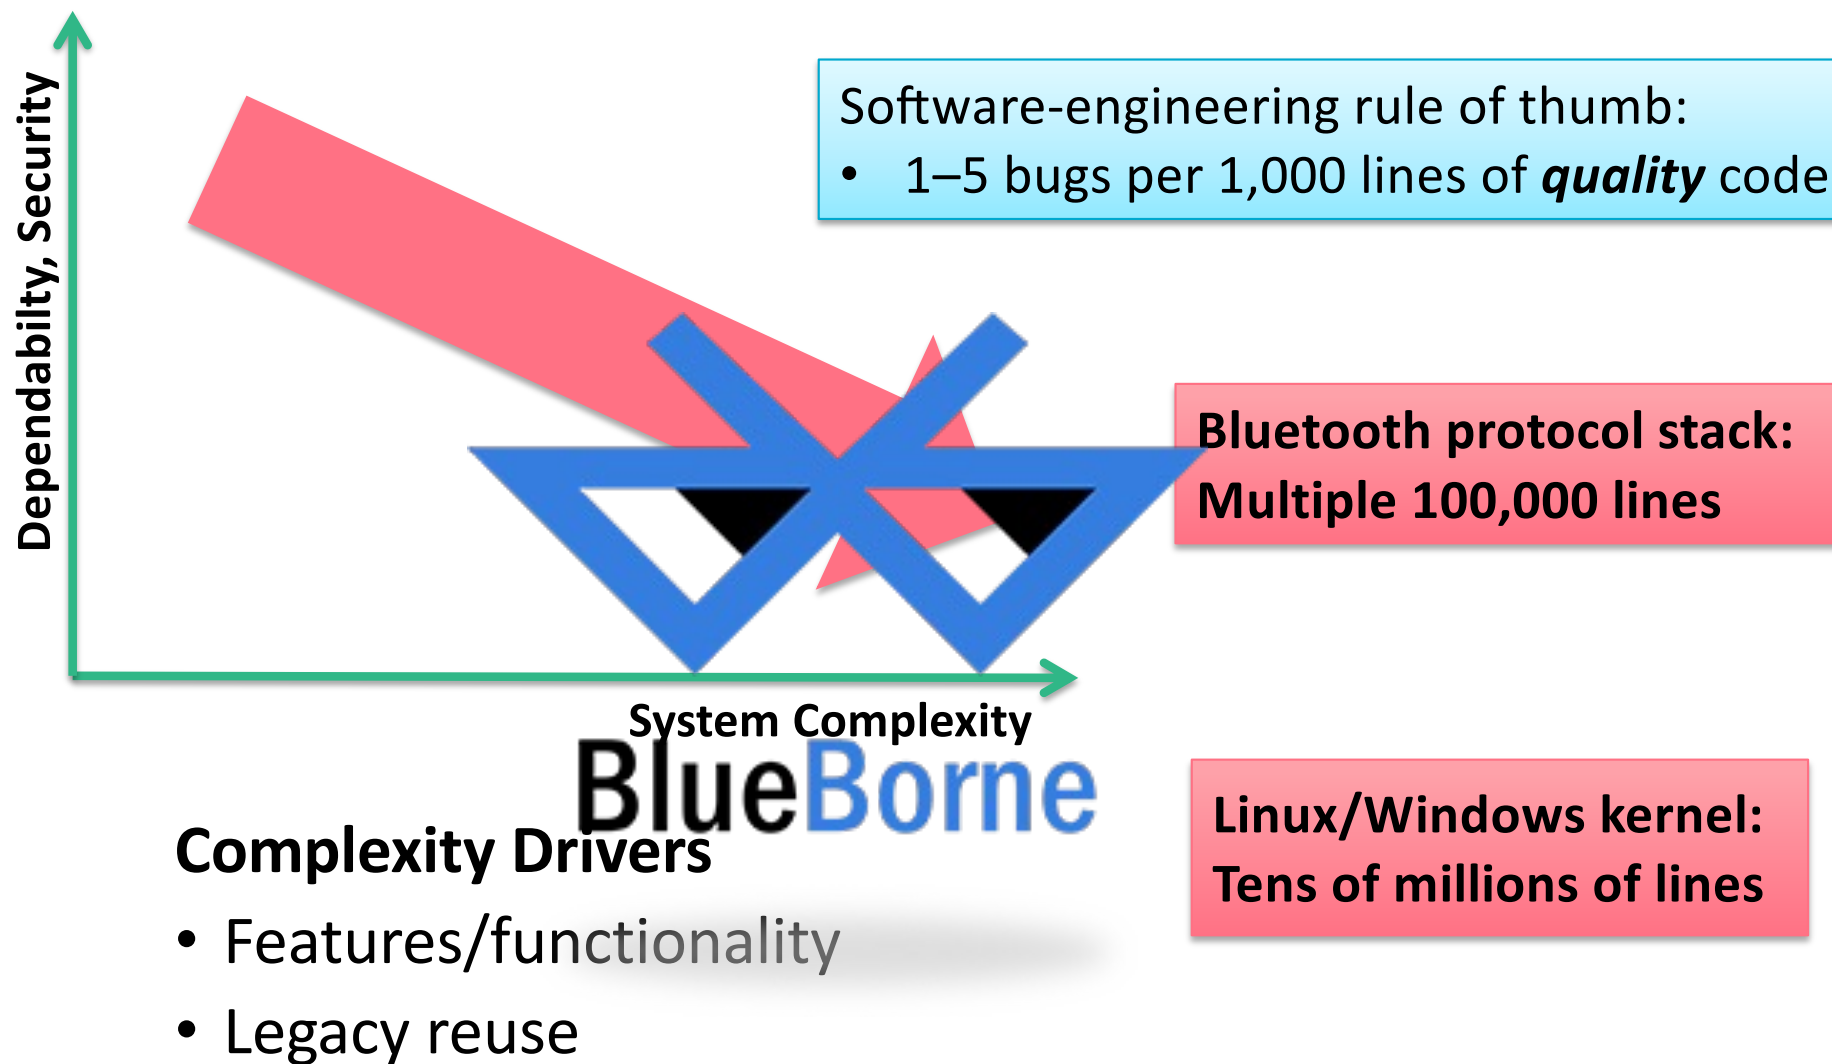 Dependabilty, Security
Software-engineering rule of thumb:
• 1–5 bugs per 1,000 lines of quality code
Bluetooth protocol stack:
Multiple 100,000 lines
System Complexity
BlueBorne
Linux/Windows kernel:
Tens of millions of lines
Complexity Drivers
• Features/functionality
• Legacy reuse